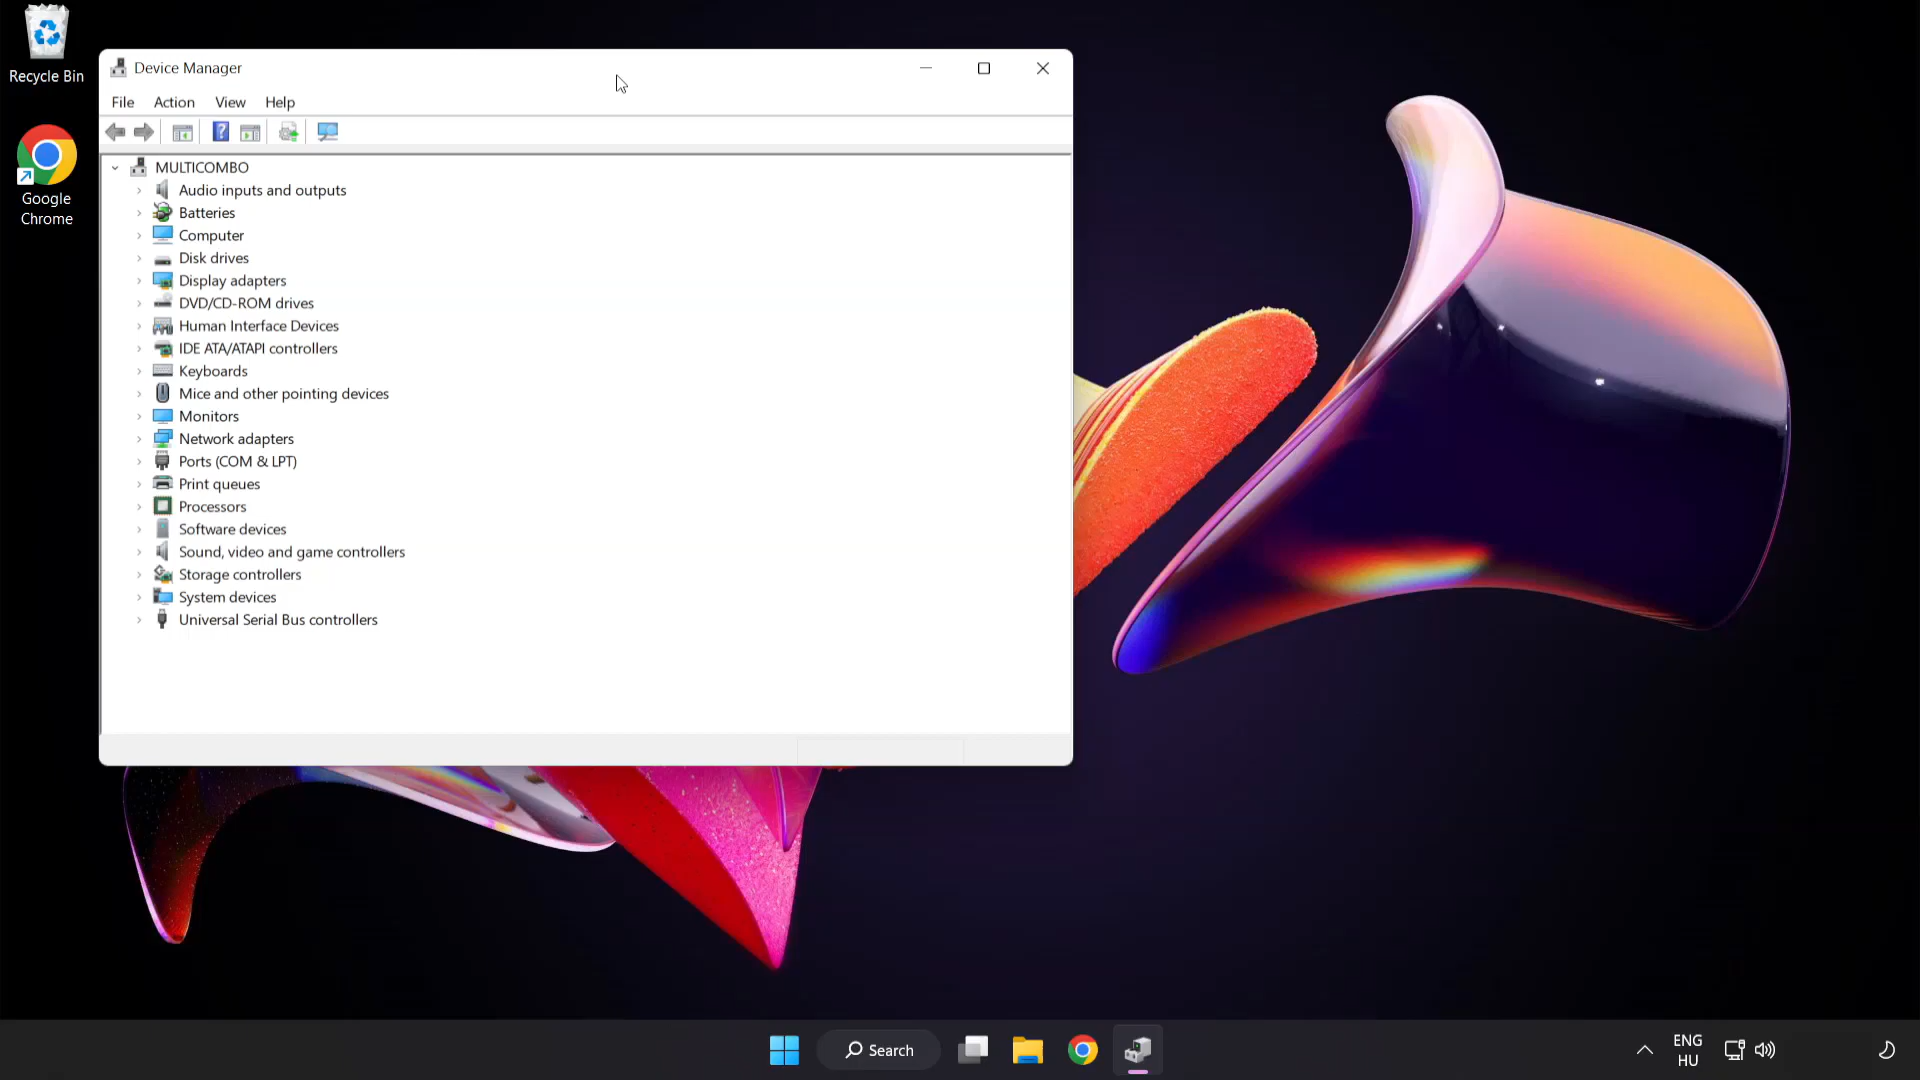 Recycle Bin
Google
Chrome
Device Manager
File Action View Help
MULTICOMBO
Audio inputs and outputs
Batteries
Computer
Disk drives
Display adapters
DVD/CD-ROM drives
Human Interface Devices
IDE ATA/ATAPI controllers
Keyboards
Mice and other pointing devices
Monitors
Network adapters
Ports (COM & LPT)
Print queues
Processors
Software devices
Sound, video and game controllers
Storage controllers
System devices
Universal Serial Bus controllers
Search
ENG
HU